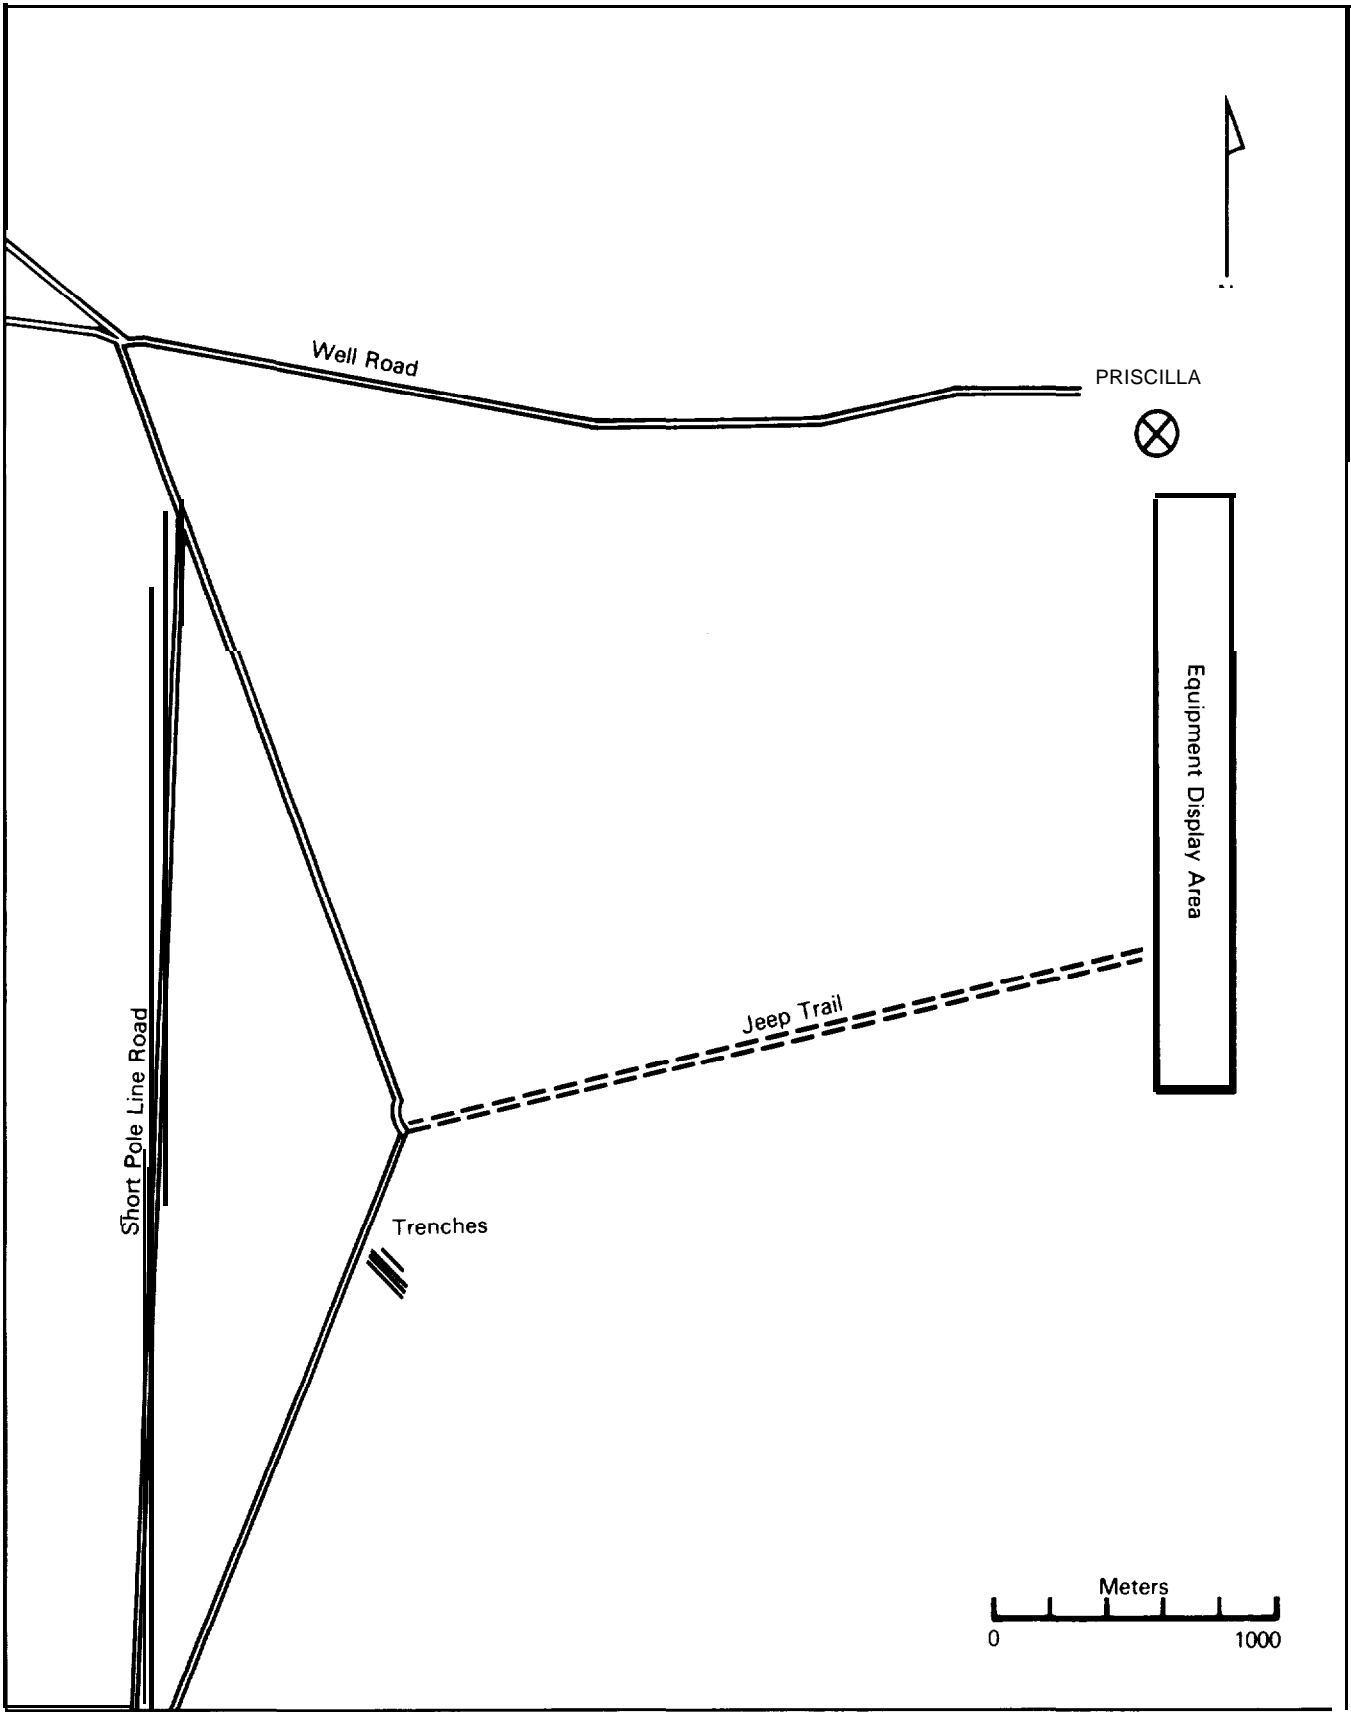 Well Road
PRISCILLA
Equipment Display Area
Jeep Trail
Short Pole Line Road
Trenches
Meters
0 1000